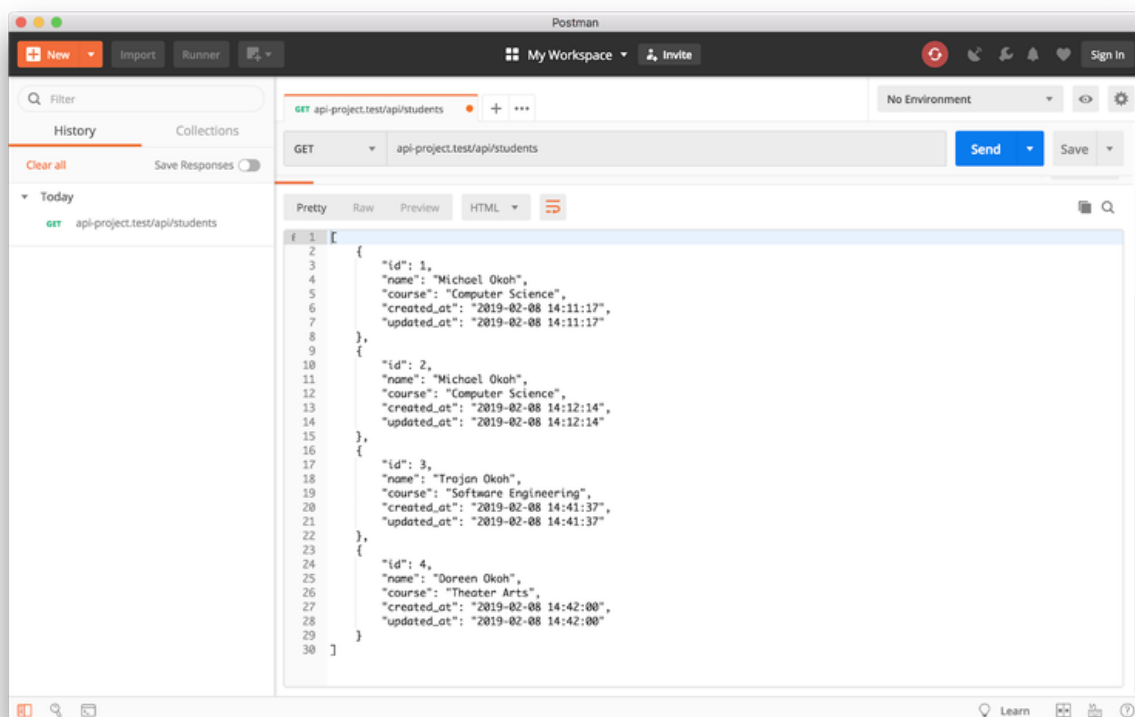 Postman
New Import Runner My Workspace Invite Sign In
Filter
History Collections
Clear all Save Responses
Today
GET api-project.test/api/students
GET api-project.test/api/students
No Environment
GET api-project.test/api/students Send Save
Pretty Raw Preview HTML
i 1 [
2 {
3 "id": 1,
4 "name": "Michael Okoh",
5 "course": "Computer Science",
6 "created_at": "2019-02-08 14:11:17",
7 "updated_at": "2019-02-08 14:11:17"
8 },
9 {
10 "id": 2,
11 "name": "Michael Okoh",
12 "course": "Computer Science",
13 "created_at": "2019-02-08 14:12:14",
14 "updated_at": "2019-02-08 14:12:14"
15 },
16 {
17 "id": 3,
18 "name": "Trojan Okoh",
19 "course": "Software Engineering",
20 "created_at": "2019-02-08 14:41:37",
21 "updated_at": "2019-02-08 14:41:37"
22 },
23 {
24 "id": 4,
25 "name": "Doreen Okoh",
26 "course": "Theater Arts",
27 "created_at": "2019-02-08 14:42:00",
28 "updated_at": "2019-02-08 14:42:00"
29 }
30 ]
Learn